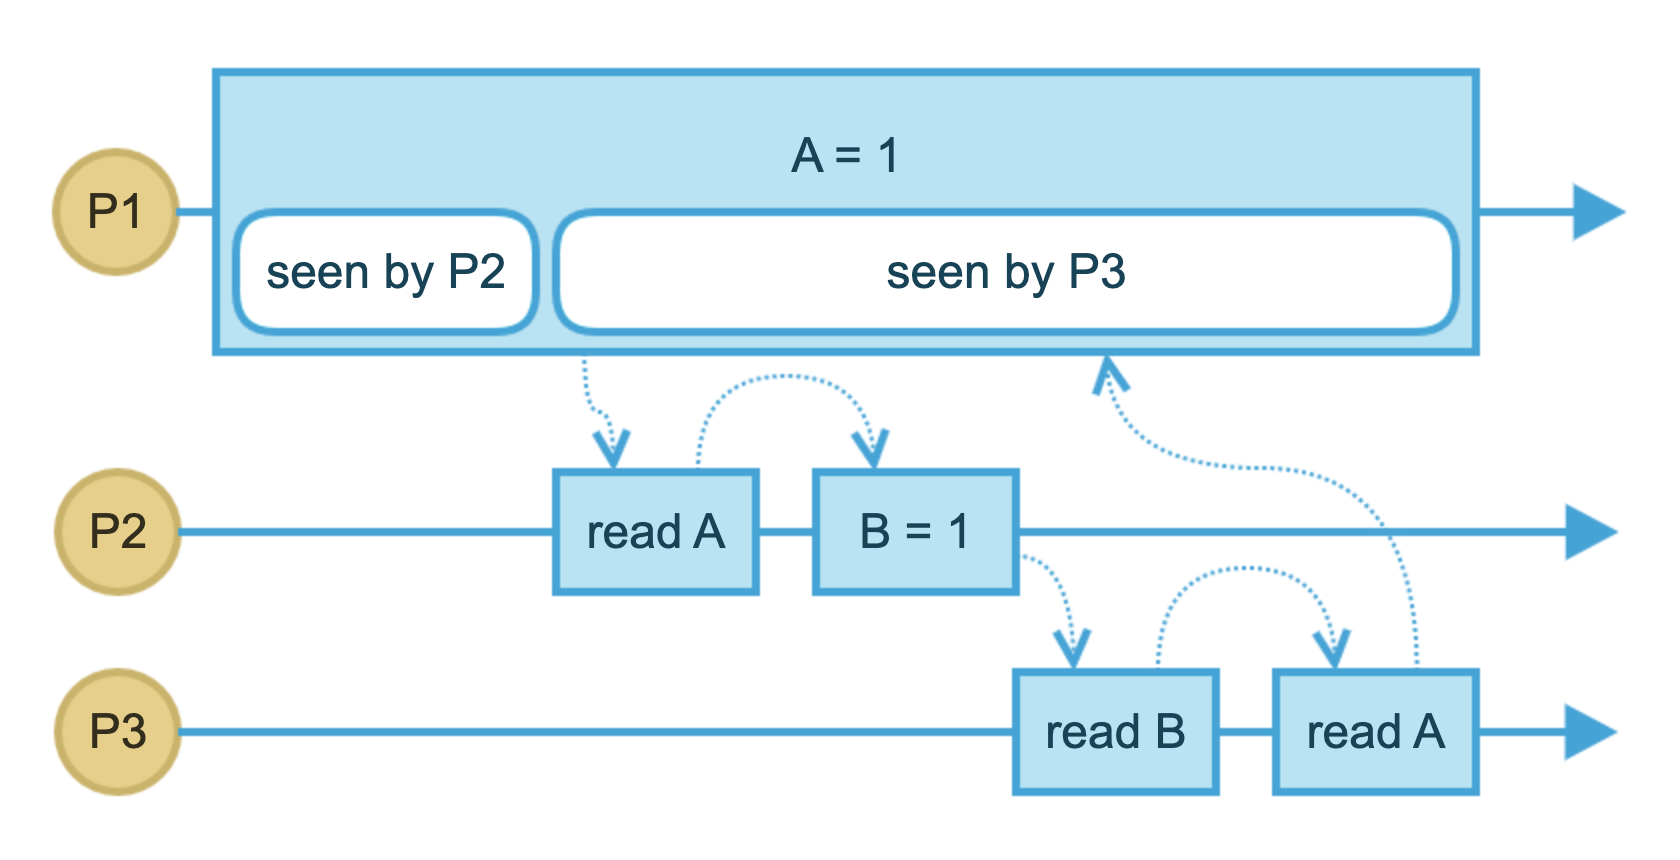 A = 1
P1
seen by P2
seen by P3
P2
read A
B = 1
P3
read B
read A